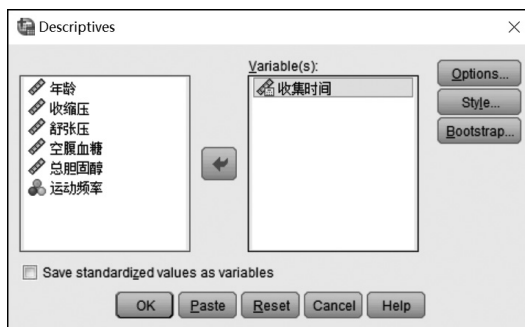 Descriptives
Variable(s):
年龄
收缩压
舒张压
空腹血糖
总胆固醇
运动频率
收集时间
Options...
Style...
Bootstrap...
Save standardized values as variables
OK
Paste
Reset
Cancel
Help